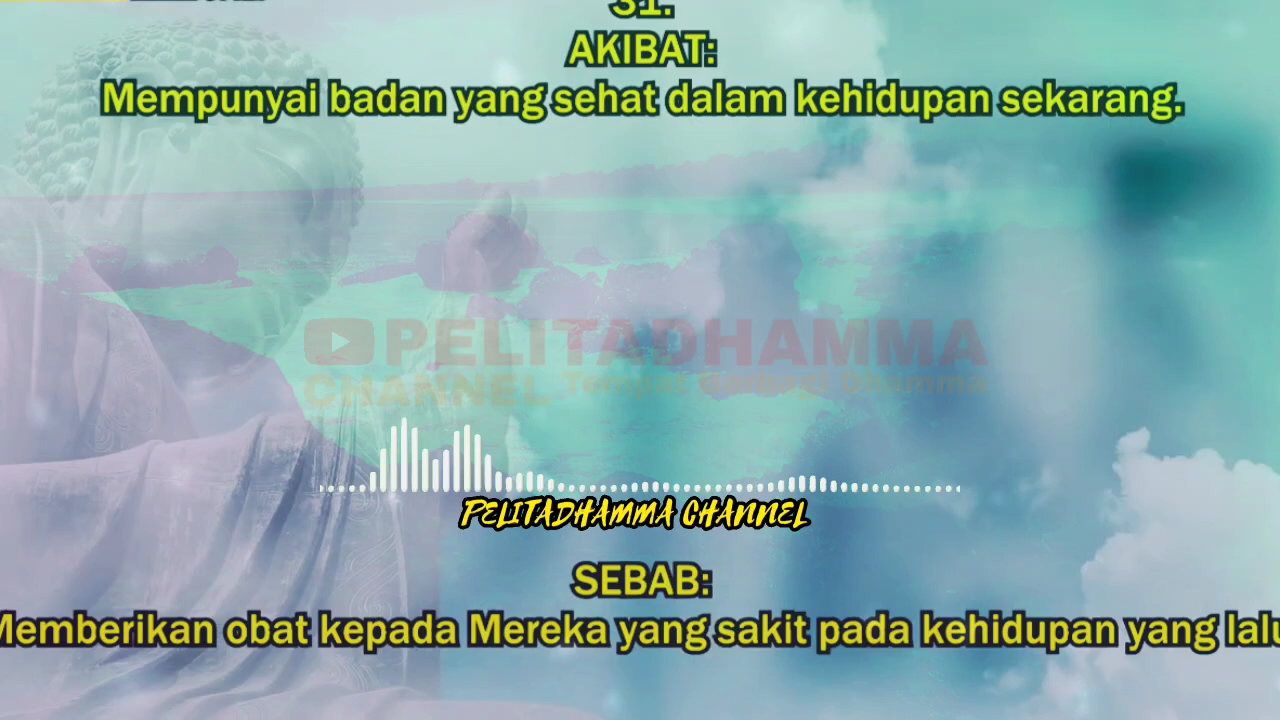 31.
AKIBAT:
Mempunyai badan yang sehat dalam kehidupan sekarang.
PELITADHAMMA
CHANNEL Tempat Berbagi Dhamma
PELITADHAMMA CHANNEL
SEBAB:
Memberikan obat kepada Mereka yang sakit pada kehidupan yang lalu